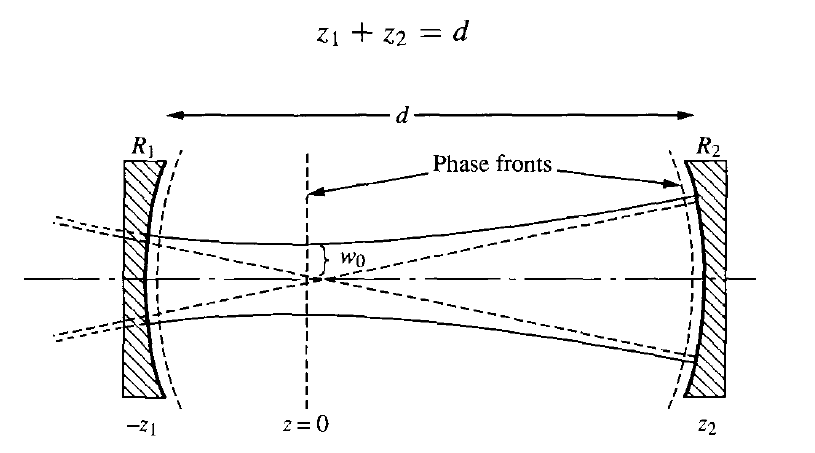 z₁ + z₂ = d
d
R₁ R₂
Phase fronts
w₀
−z₁ z = 0 z₂